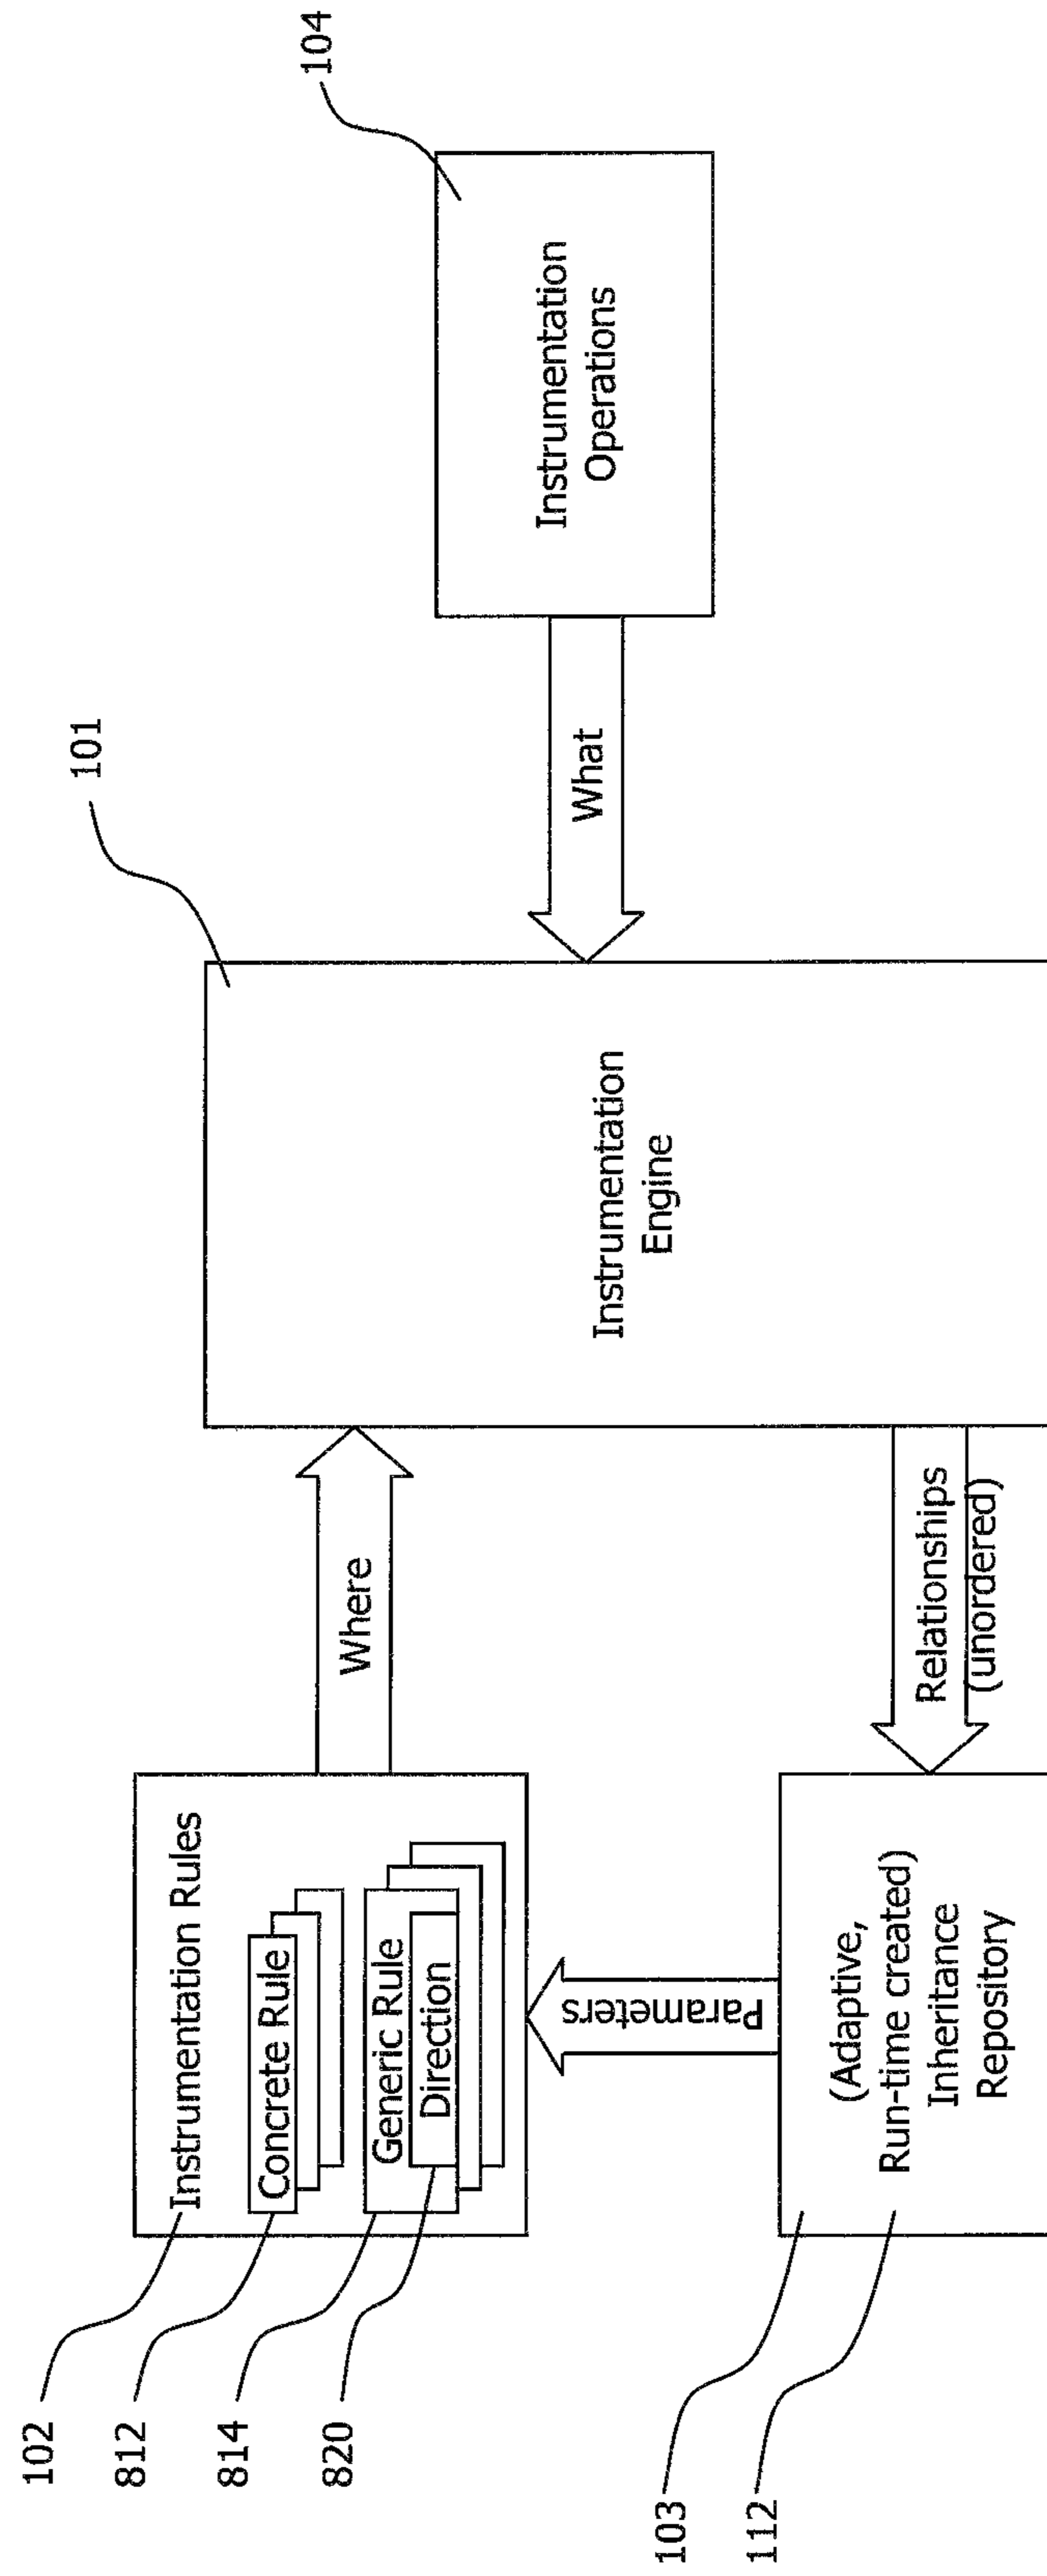 102
812
814
820
Instrumentation Rules
Concrete Rule
Generic Rule
Direction
Where
101
Instrumentation
Engine
What
104
Instrumentation
Operations
Parameters
Relationships
(unordered)
103
112
(Adaptive,
Run-time created)
Inheritance
Repository